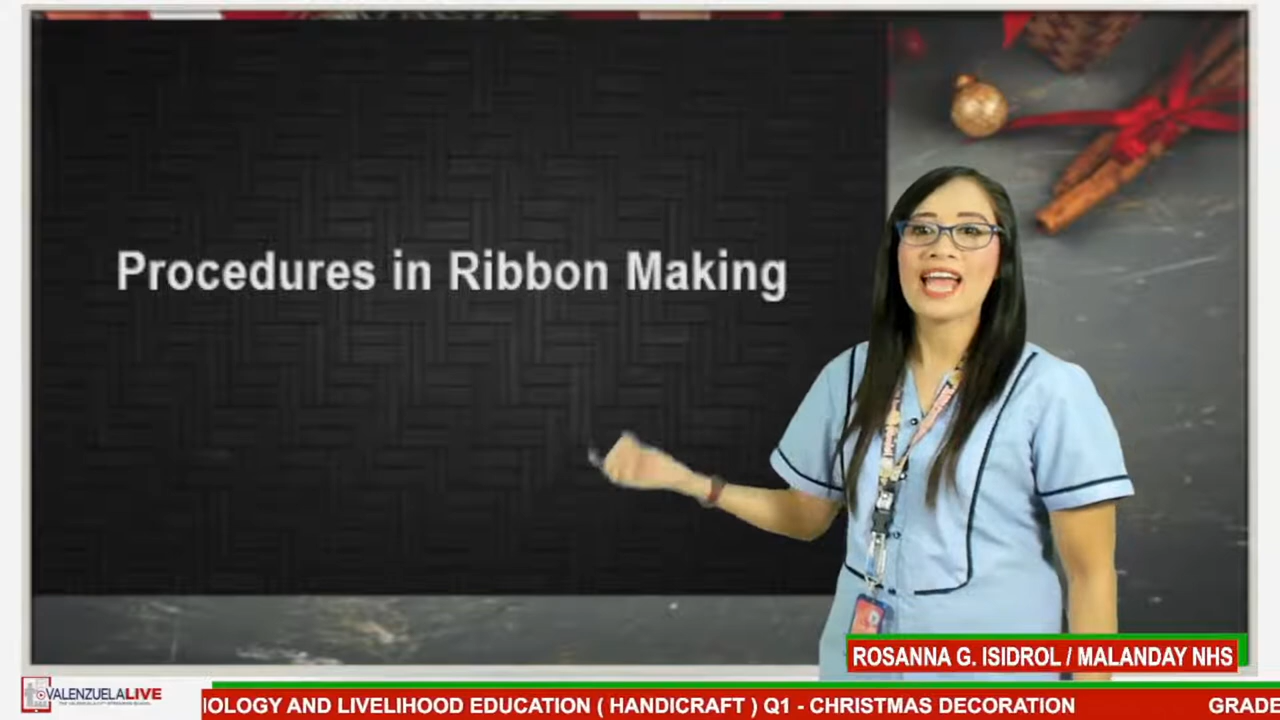 Procedures in Ribbon Making
ROSANNA G. ISIDROL / MALANDAY NHS
VALENZUELALIVE
IOLOGY AND LIVELIHOOD EDUCATION ( HANDICRAFT ) Q1 - CHRISTMAS DECORATION GRADE